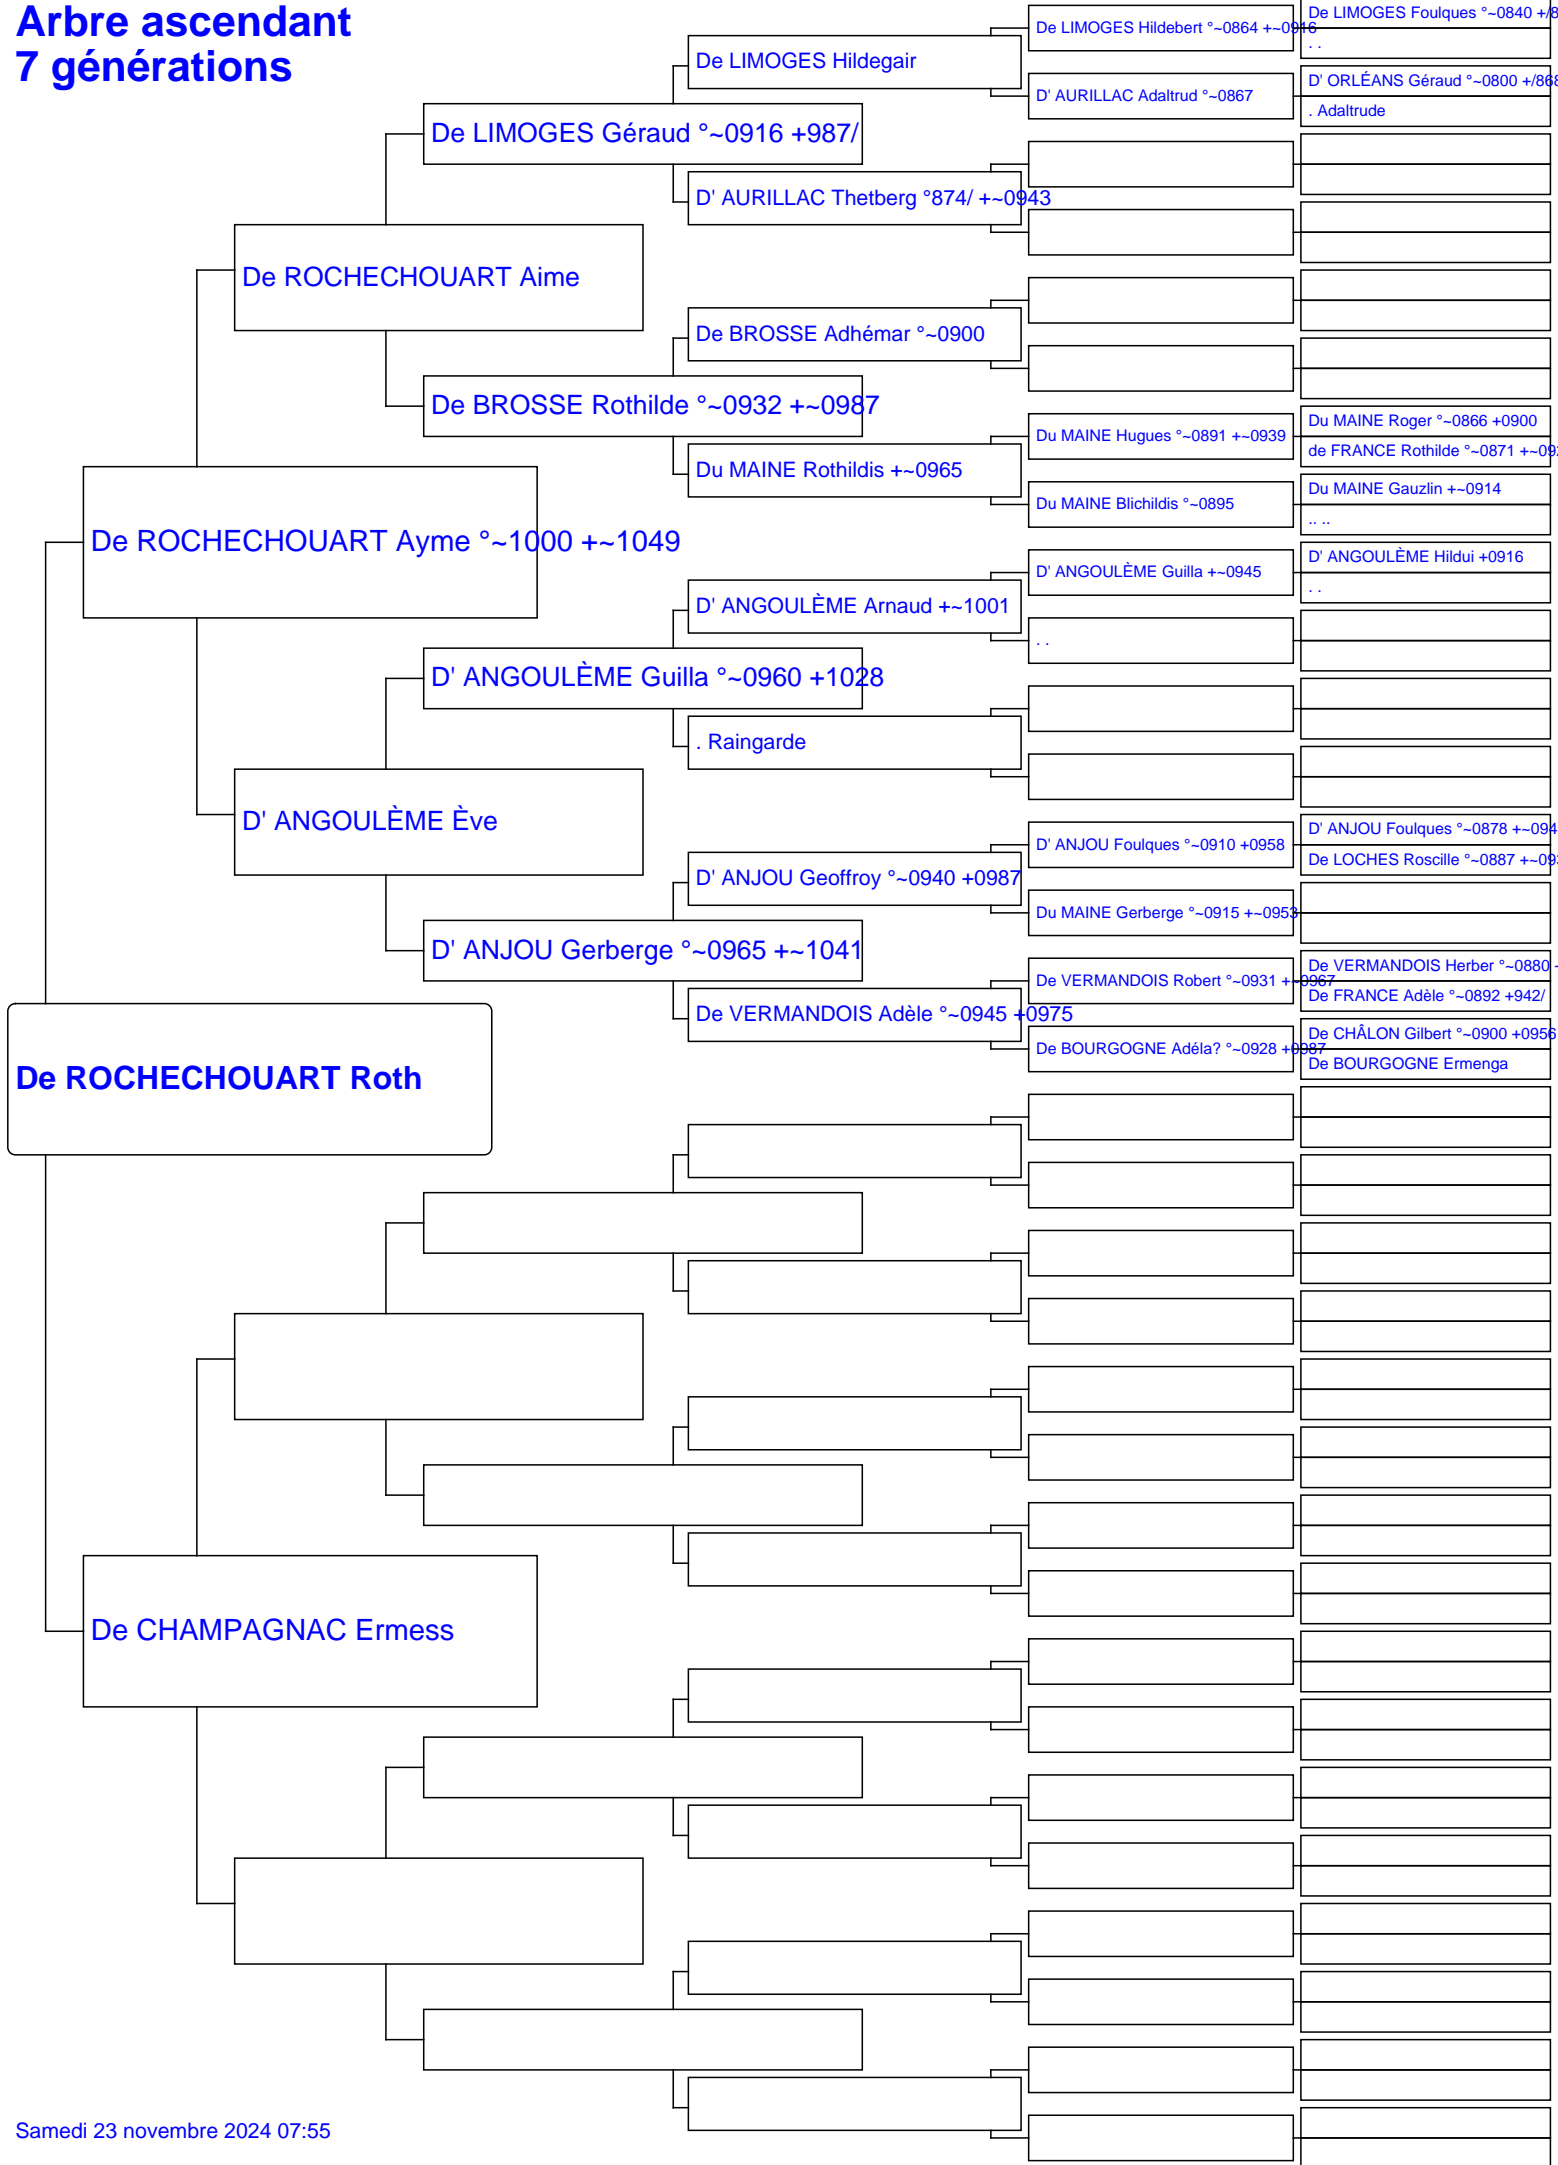 Arbre ascendant
7 générations
De LIMOGES Foulques °~0840 +/8
De LIMOGES Hildebert °~0864 +~0916
. .
De LIMOGES Hildegair
D' ORLÉANS Géraud °~0800 +/868
D' AURILLAC Adaltrud °~0867
. Adaltrude
De LIMOGES Géraud °~0916 +987/
D' AURILLAC Thetberg °874/ +~0943
De ROCHECHOUART Aime
De BROSSE Adhémar °~0900
De BROSSE Rothilde °~0932 +~0987
Du MAINE Roger °~0866 +0900
Du MAINE Hugues °~0891 +~0939
de FRANCE Rothilde °~0871 +~092
Du MAINE Rothildis +~0965
Du MAINE Gauzlin +~0914
Du MAINE Blichildis °~0895
.. ..
De ROCHECHOUART Ayme °~1000 +~1049
D' ANGOULÈME Hildui +0916
D' ANGOULÈME Guilla +~0945
. .
D' ANGOULÈME Arnaud +~1001
. .
D' ANGOULÈME Guilla °~0960 +1028
. Raingarde
D' ANGOULÈME Ève
D' ANJOU Foulques °~0878 +~094
D' ANJOU Foulques °~0910 +0958
De LOCHES Roscille °~0887 +~093
D' ANJOU Geoffroy °~0940 +0987
Du MAINE Gerberge °~0915 +~0953
D' ANJOU Gerberge °~0965 +~1041
De VERMANDOIS Herber °~0880 +
De VERMANDOIS Robert °~0931 +~0967
De FRANCE Adèle °~0892 +942/
De VERMANDOIS Adèle °~0945 +0975
De CHÂLON Gilbert °~0900 +0956
De BOURGOGNE Adéla? °~0928 +0987
De BOURGOGNE Ermenga
De ROCHECHOUART Roth
De CHAMPAGNAC Ermess
Samedi 23 novembre 2024 07:55